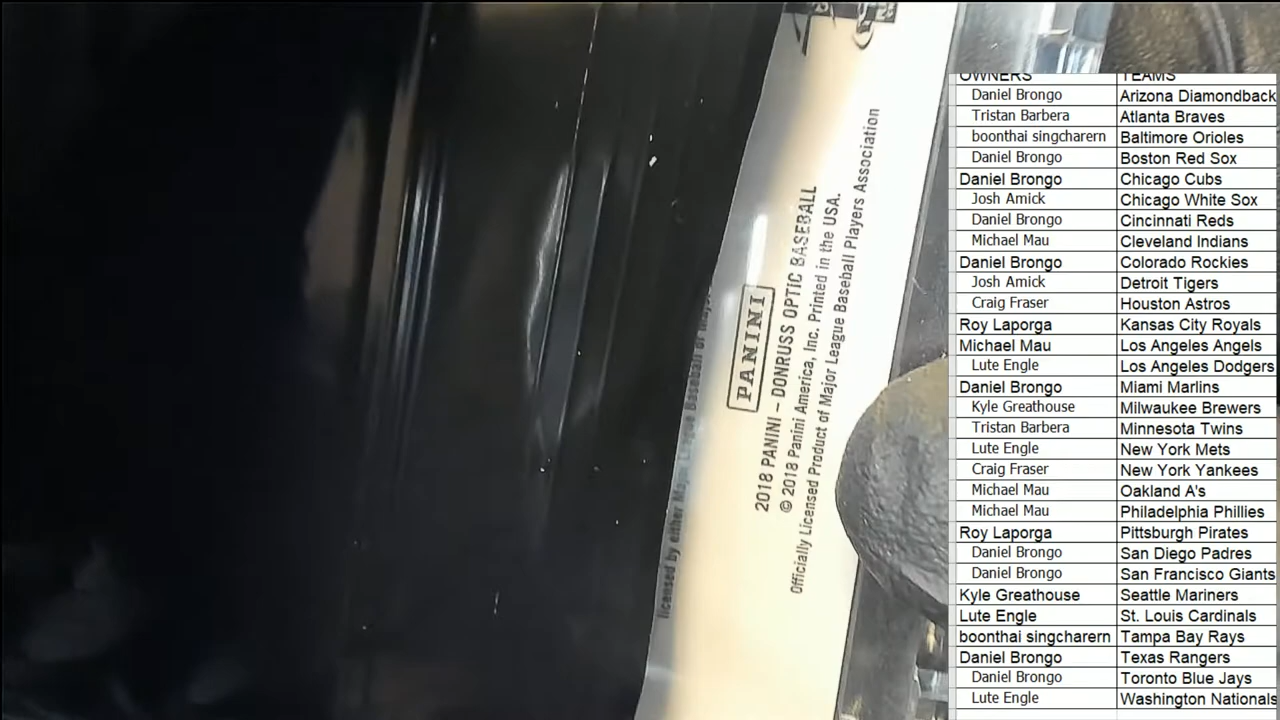 PANINI
2018 PANINI – DONRUSS OPTIC BASEBALL
© 2018 Panini America, Inc. Printed in the USA.
Officially Licensed Product of Major League Baseball Players Association
licensed by either Major League Baseball or Major
OWNERS TEAMS
Daniel Brongo Arizona Diamondback
Tristan Barbera Atlanta Braves
boonthai singcharern Baltimore Orioles
Daniel Brongo Boston Red Sox
Daniel Brongo Chicago Cubs
Josh Amick Chicago White Sox
Daniel Brongo Cincinnati Reds
Michael Mau Cleveland Indians
Daniel Brongo Colorado Rockies
Josh Amick Detroit Tigers
Craig Fraser Houston Astros
Roy Laporga Kansas City Royals
Michael Mau Los Angeles Angels
Lute Engle Los Angeles Dodgers
Daniel Brongo Miami Marlins
Kyle Greathouse Milwaukee Brewers
Tristan Barbera Minnesota Twins
Lute Engle New York Mets
Craig Fraser New York Yankees
Michael Mau Oakland A's
Michael Mau Philadelphia Phillies
Roy Laporga Pittsburgh Pirates
Daniel Brongo San Diego Padres
Daniel Brongo San Francisco Giants
Kyle Greathouse Seattle Mariners
Lute Engle St. Louis Cardinals
boonthai singcharern Tampa Bay Rays
Daniel Brongo Texas Rangers
Daniel Brongo Toronto Blue Jays
Lute Engle Washington Nationals